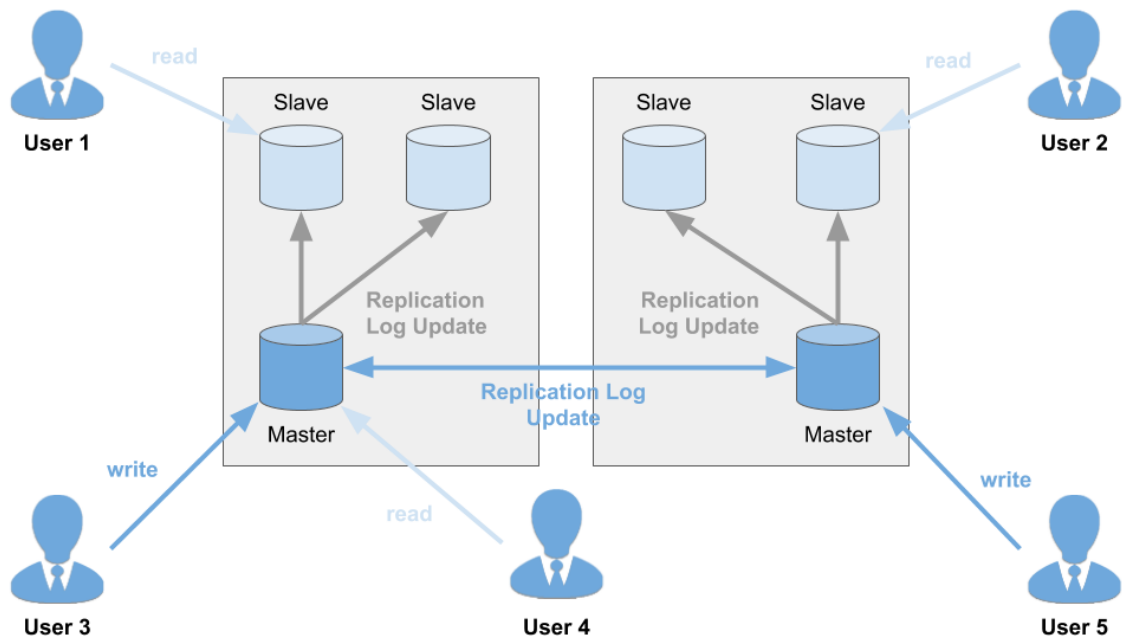 read
read
User 1
User 2
Slave
Slave
Slave
Slave
Replication
Log Update
Replication
Log Update
Replication Log
Update
Master
Master
write
read
write
User 3
User 4
User 5